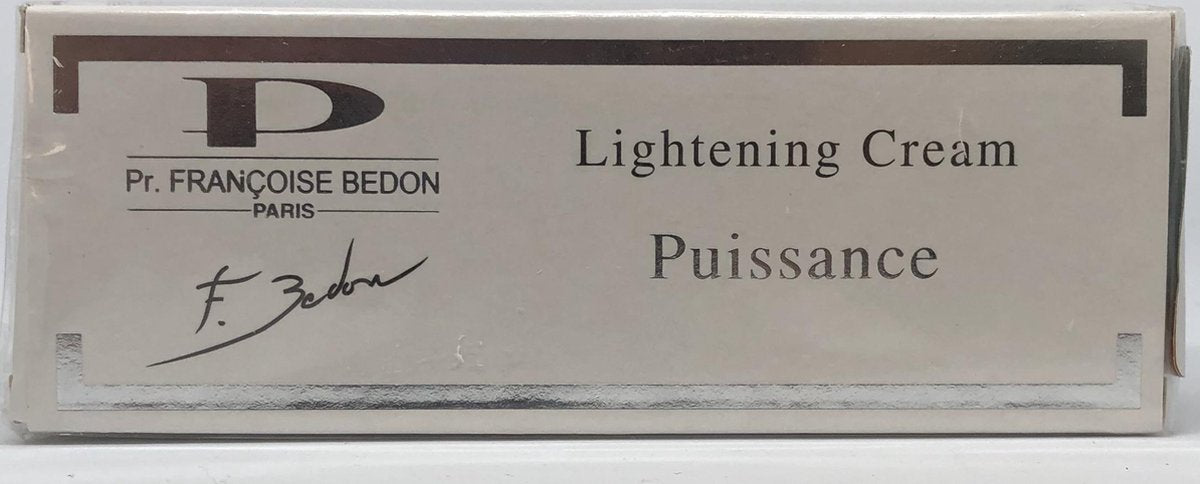 P
Pr. FRANÇOISE BEDON
PARIS
F. Bedon
Lightening Cream
Puissance